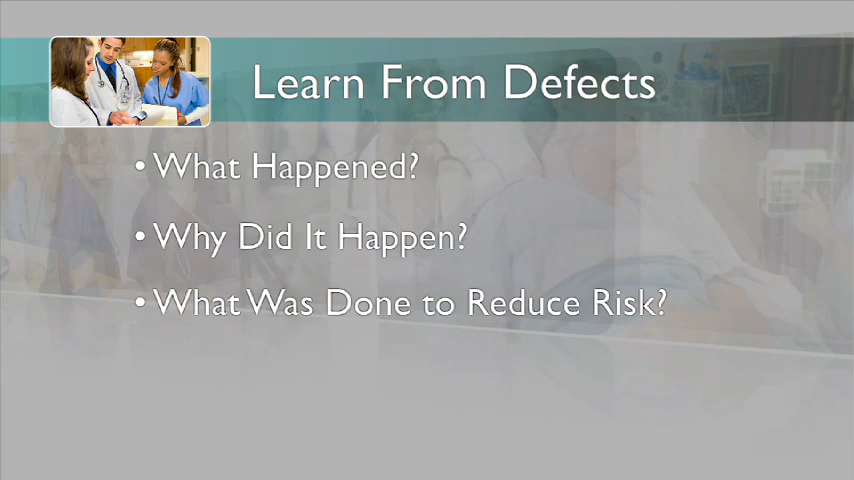 Learn From Defects
• What Happened?
• Why Did It Happen?
• What Was Done to Reduce Risk?